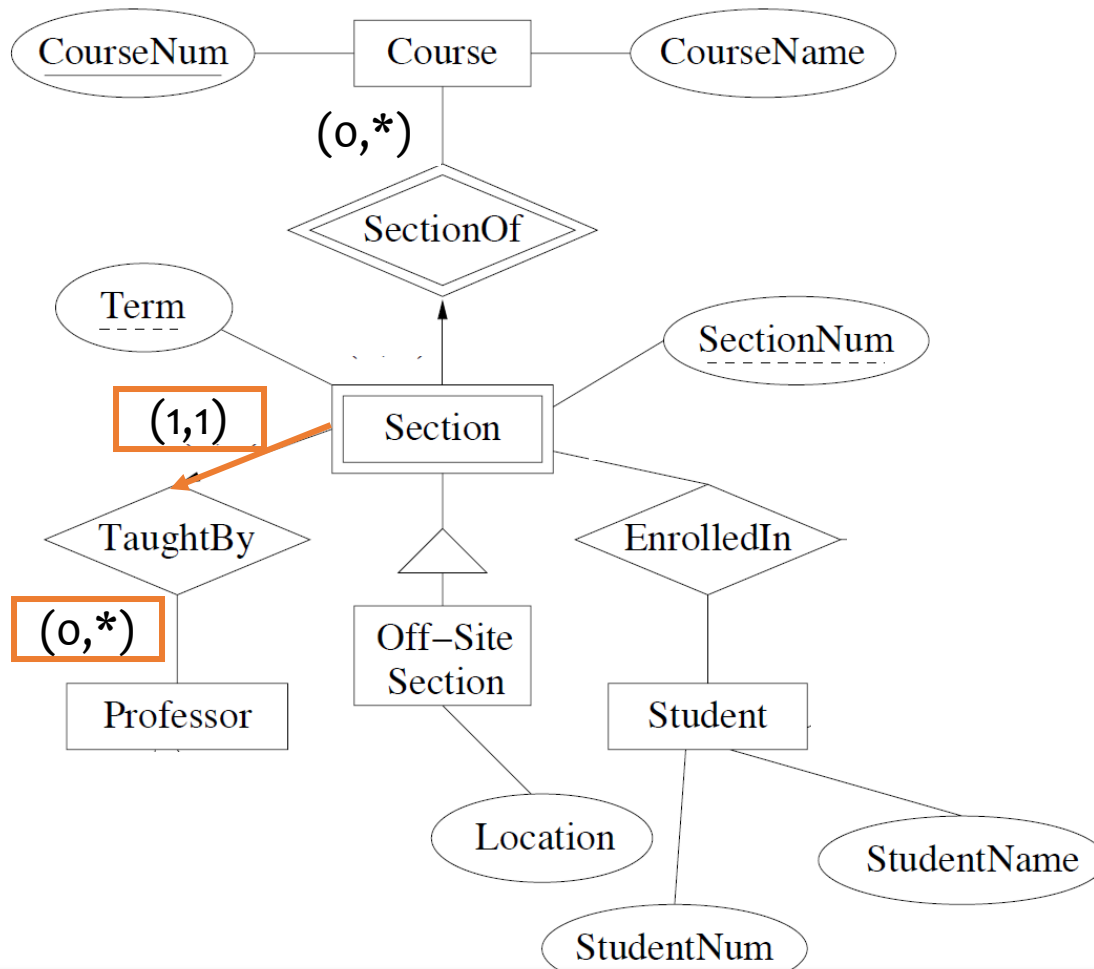 CourseNum
Course
CourseName
(0,*)
SectionOf
Term
SectionNum
(1,1)
Section
TaughtBy
EnrolledIn
(0,*)
Off-Site
Section
Professor
Student
Location
StudentName
StudentNum